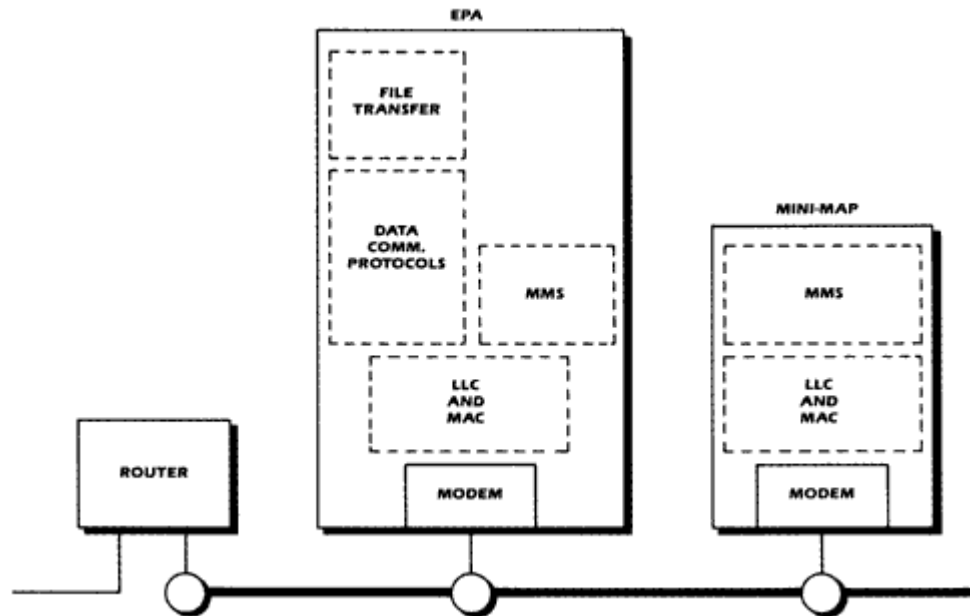 EPA
FILE
TRANSFER
DATA
COMM.
PROTOCOLS
MMS
LLC
AND
MAC
MODEM
MINI-MAP
MMS
LLC
AND
MAC
MODEM
ROUTER